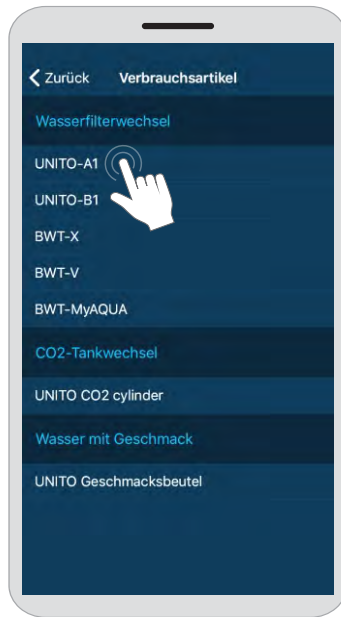 Zurück Verbrauchsartikel
Wasserfilterwechsel
UNITO-A1
UNITO-B1
BWT-X
BWT-V
BWT-MyAQUA
CO2-Tankwechsel
UNITO CO2 cylinder
Wasser mit Geschmack
UNITO Geschmacksbeutel